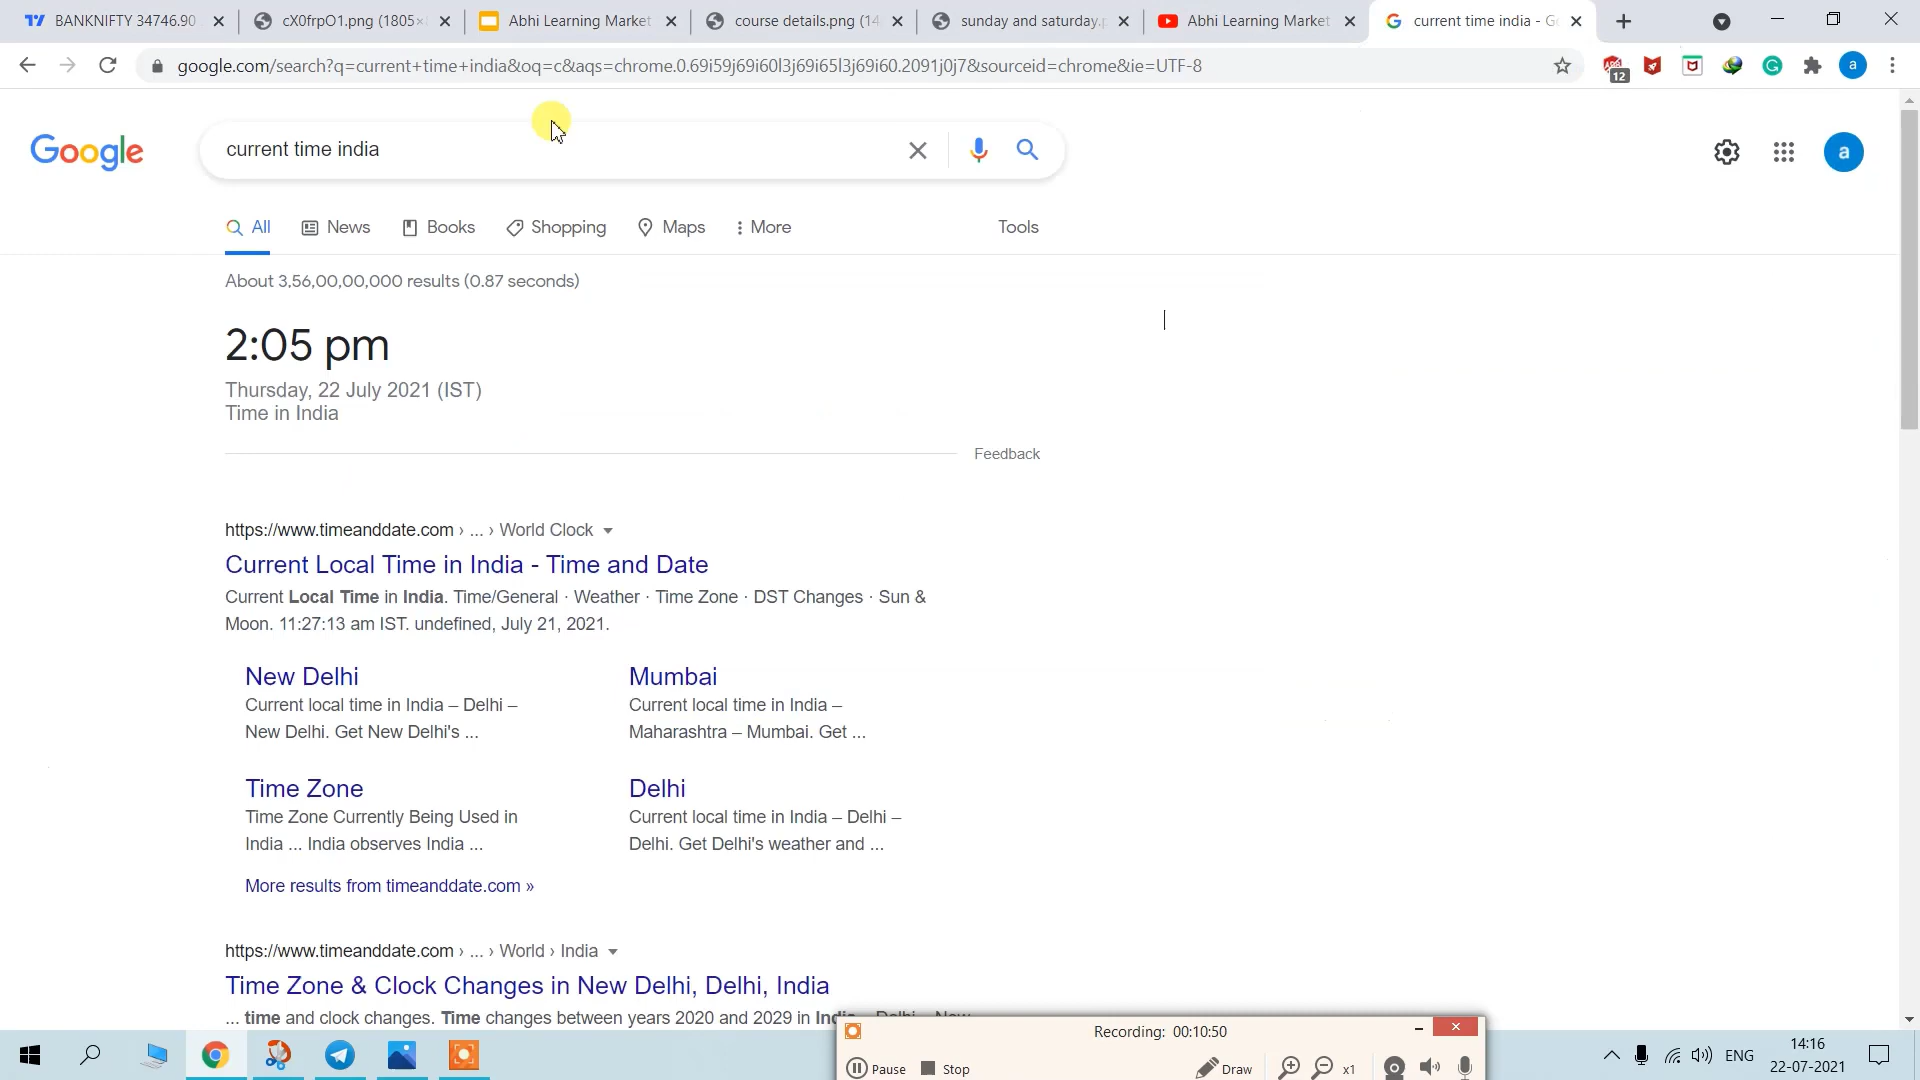 BANKNIFTY 34746.90
cX0frpO1.png (1805×
Abhi Learning Market
course details.png (14
sunday and saturday.p
Abhi Learning Market
current time india - Go
google.com/search?q=current+time+india&oq=c&aqs=chrome.0.69i59j69i60l3j69i65l3j69i60.2091j0j7&sourceid=chrome&ie=UTF-8
12
a
Google
current time india
a
All
News
Books
Shopping
Maps
More
Tools
About 3,56,00,00,000 results (0.87 seconds)
2:05 pm
Thursday, 22 July 2021 (IST)
Time in India
Feedback
https://www.timeanddate.com › ... › World Clock
Current Local Time in India - Time and Date
Current Local Time in India. Time/General · Weather · Time Zone · DST Changes · Sun &
Moon. 11:27:13 am IST. undefined, July 21, 2021.
New Delhi
Current local time in India – Delhi –
New Delhi. Get New Delhi's ...
Mumbai
Current local time in India –
Maharashtra – Mumbai. Get ...
Time Zone
Time Zone Currently Being Used in
India ... India observes India ...
Delhi
Current local time in India – Delhi –
Delhi. Get Delhi's weather and ...
More results from timeanddate.com »
https://www.timeanddate.com › ... › World › India
Time Zone & Clock Changes in New Delhi, Delhi, India
... time and clock changes. Time changes between years 2020 and 2029 in
Recording: 00:10:50
Pause
Stop
Draw
x1
ENG
14:16
22-07-2021